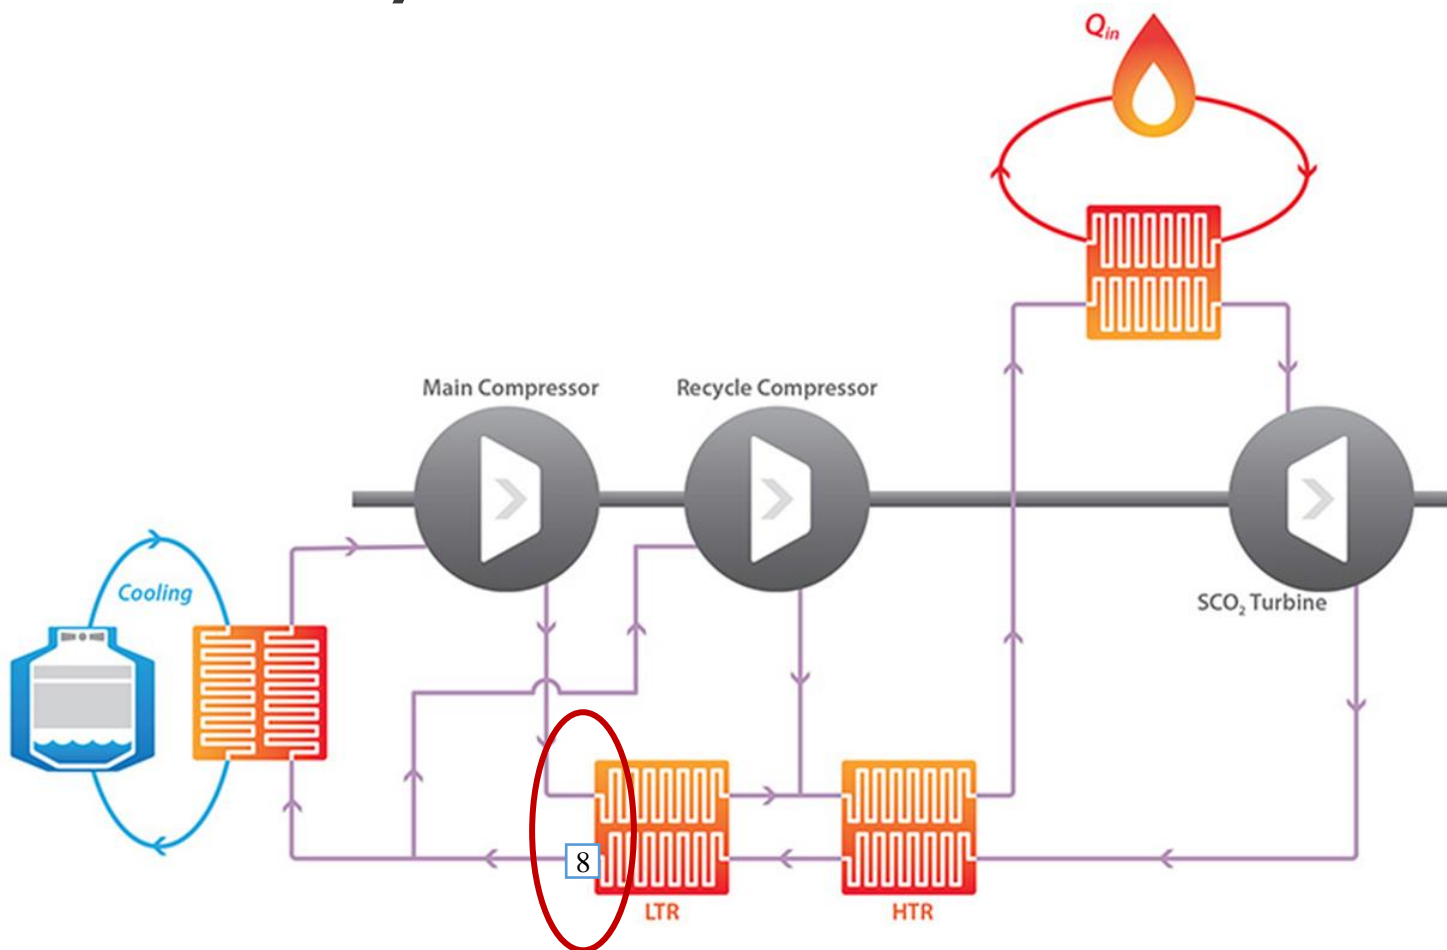 Qin
Main Compressor
Recycle Compressor
Cooling
SCO₂ Turbine
8
LTR
HTR